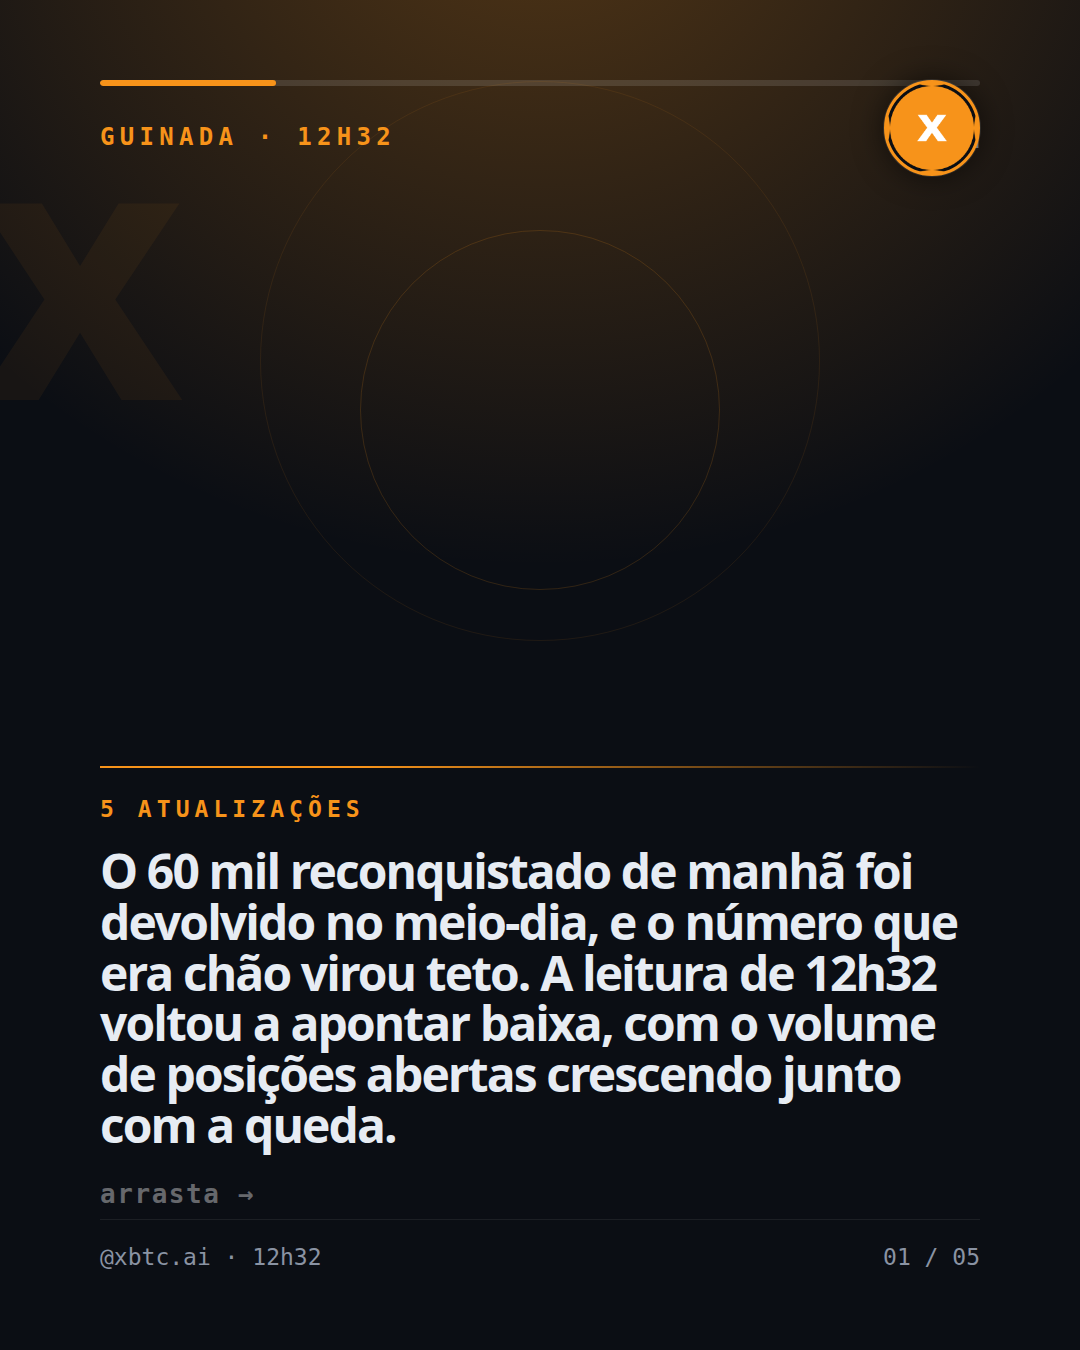 GUINADA · 12H32
x
x
5 ATUALIZAÇÕES
O 60 mil reconquistado de manhã foi
devolvido no meio-dia, e o número que
era chão virou teto. A leitura de 12h32
voltou a apontar baixa, com o volume
de posições abertas crescendo junto
com a queda.
arrasta →
@xbtc.ai · 12h32
01 / 05